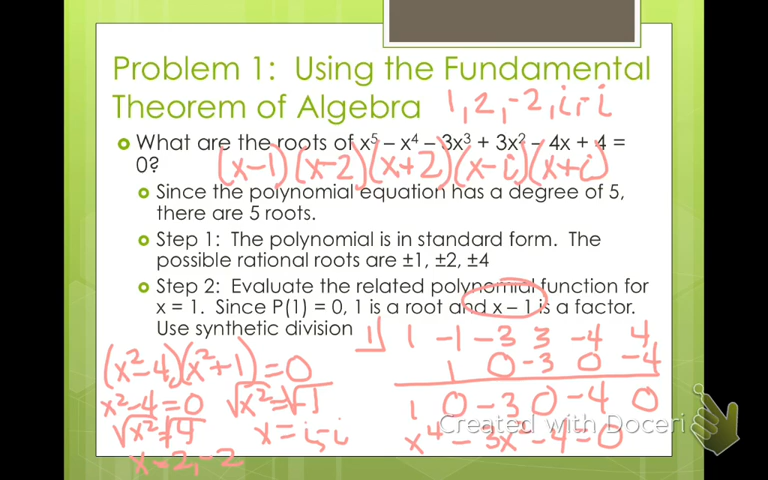 Problem 1: Using the Fundamental
Theorem of Algebra 1, 2, -2, i, -i
What are the roots of x⁵ – x⁴ – 3x³ + 3x² – 4x + 4 =
0?
(x-1)(x-2)(x+2)(x-i)(x+i)
Since the polynomial equation has a degree of 5,
there are 5 roots.
Step 1: The polynomial is in standard form. The
possible rational roots are ±1, ±2, ±4
Step 2: Evaluate the related polynomial function for
x = 1. Since P(1) = 0, 1 is a root and x – 1 is a factor.
Use synthetic division
1| 1 -1 -3 3 -4 4
1 0 -3 0 -4
1 0 -3 0 -4 0
x⁴ - 3x² - 4 = 0
(x²-4)(x²+1)=0
x²-4=0 √x²=√-1
√x²=√4 x=i,-i
x=2,-2
Created with Doceri